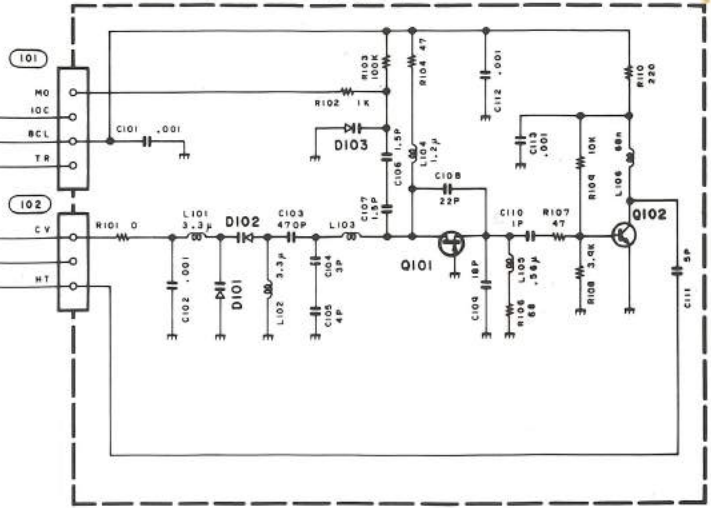 101
MO
IOC
BCL
TR
C101 .001
R102 1K
R103 100K
R104 47
C112 .001
R110 220
D103
C106 1.5P
L104 1.2μ
C113 .001
R109 10K
L106 68n
102
CV
HT
R101 0
L101 3.3μ
D102
C103 470P
L103
C107 1.5P
C108 22P
C110 1P
R107 47
Q102
Q101
C102 .001
D101
L102 3.3μ
C104 3P
C105 4P
C109 18P
L105 .56μ
R106 68
R108 3.9K
C111 5P